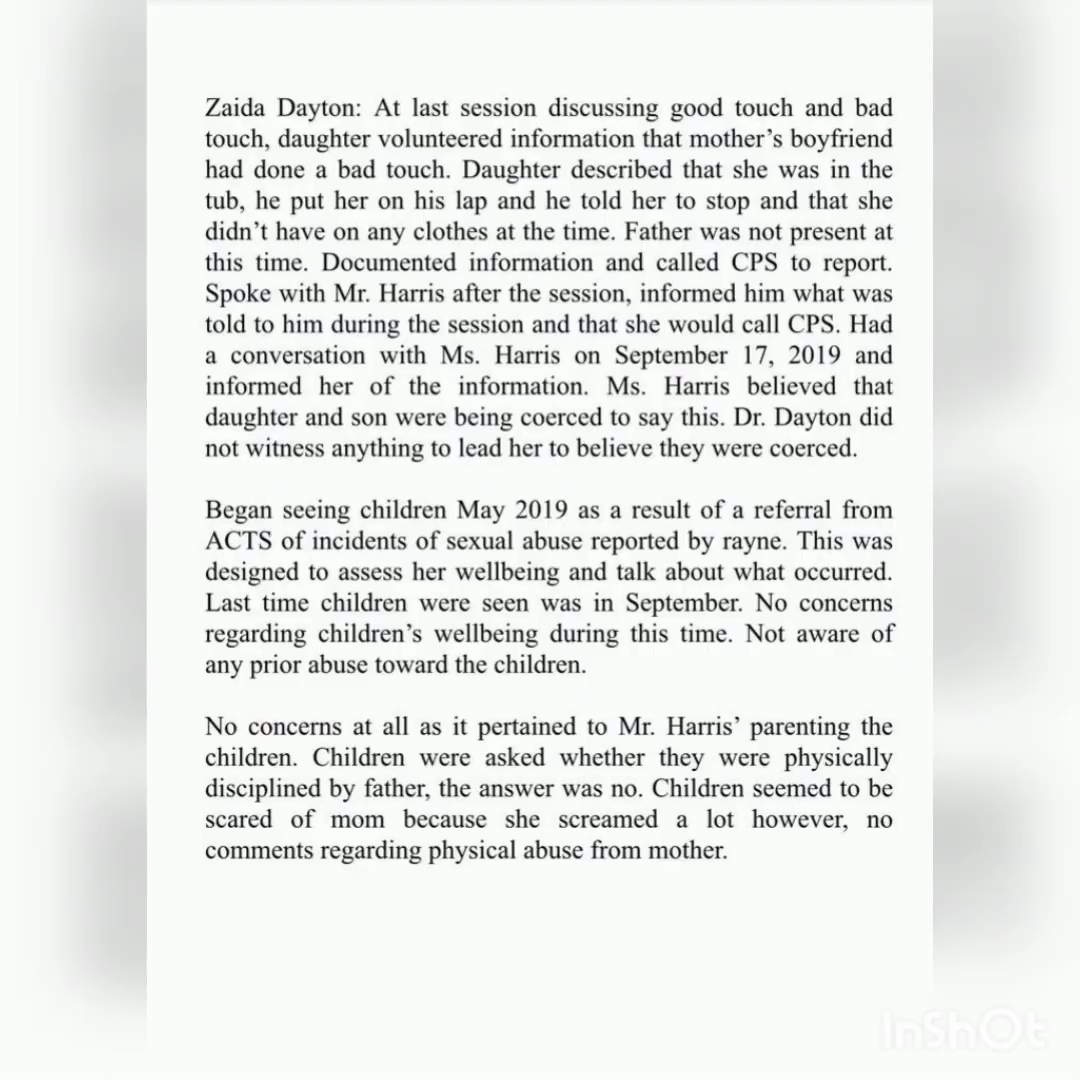 Zaida Dayton: At last session discussing good touch and bad
touch, daughter volunteered information that mother's boyfriend
had done a bad touch. Daughter described that she was in the
tub, he put her on his lap and he told her to stop and that she
didn't have on any clothes at the time. Father was not present at
this time. Documented information and called CPS to report.
Spoke with Mr. Harris after the session, informed him what was
told to him during the session and that she would call CPS. Had
a conversation with Ms. Harris on September 17, 2019 and
informed her of the information. Ms. Harris believed that
daughter and son were being coerced to say this. Dr. Dayton did
not witness anything to lead her to believe they were coerced.
Began seeing children May 2019 as a result of a referral from
ACTS of incidents of sexual abuse reported by rayne. This was
designed to assess her wellbeing and talk about what occurred.
Last time children were seen was in September. No concerns
regarding children's wellbeing during this time. Not aware of
any prior abuse toward the children.
No concerns at all as it pertained to Mr. Harris' parenting the
children. Children were asked whether they were physically
disciplined by father, the answer was no. Children seemed to be
scared of mom because she screamed a lot however, no
comments regarding physical abuse from mother.
InShOt